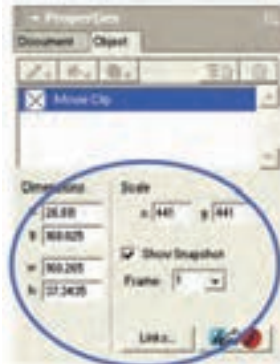 Properties
Document Object
Movie Clip
Dimensions Scale
x: 441 y: 441
y:
w: h:
Show Snapshot
Frame: 1
Links...